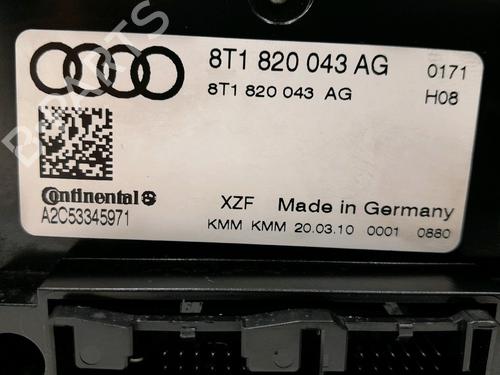 8T1 820 043 AG 0171
8T1 820 043 AG H08
B-PARTS
Continental
A2C53345971
XZF Made in Germany
KMM KMM 20.03.10 0001 0880